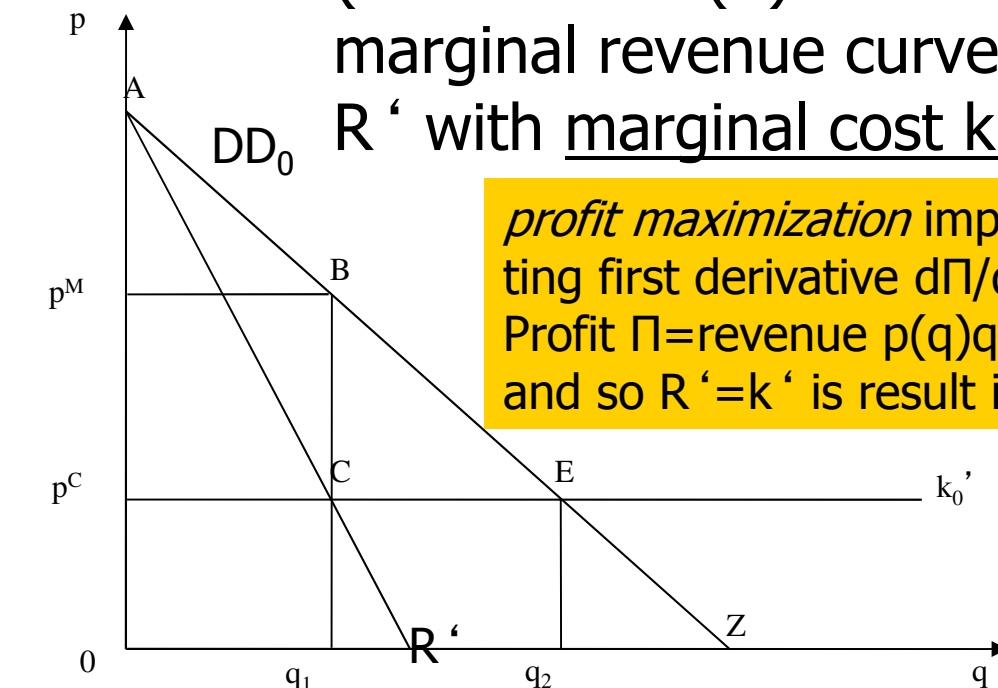 p
marginal revenue curve
A
DD₀
R ‘ with marginal cost k
profit maximization imp
ting first derivative dΠ/
Profit Π=revenue p(q)q
and so R ‘=k ‘ is result i
B
pᴹ
C
E
pᶜ
k₀’
Z
R ‘
0
q₁
q₂
q